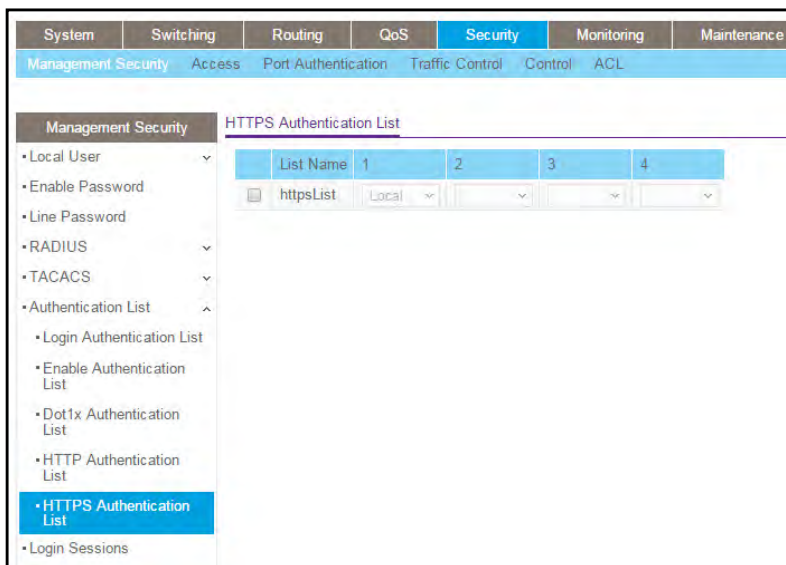 System Switching Routing QoS Security Monitoring Maintenance
Management Security Access Port Authentication Traffic Control Control ACL
Management Security
HTTPS Authentication List
Local User
Enable Password
Line Password
RADIUS
TACACS
Authentication List
Login Authentication List
Enable Authentication
List
Dot1x Authentication
List
HTTP Authentication
List
HTTPS Authentication
List
Login Sessions
List Name 1 2 3 4
httpsList Local